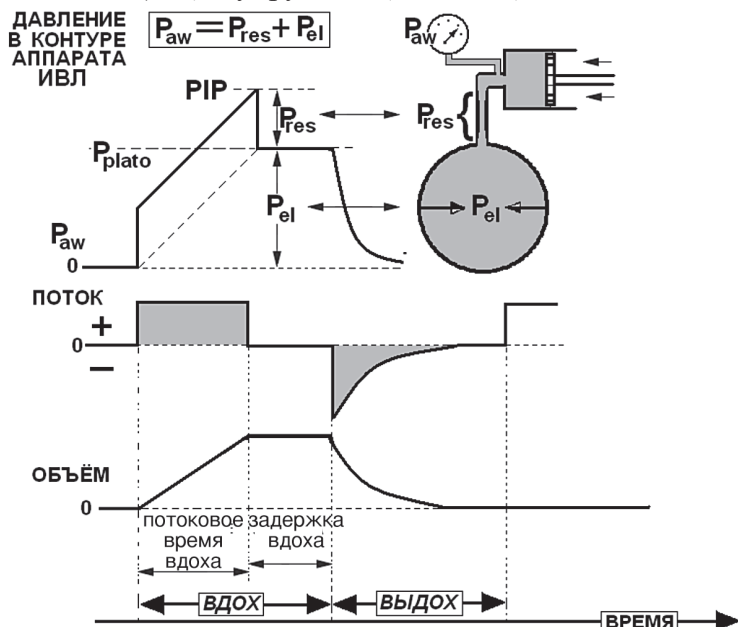 ДАВЛЕНИЕ
В КОНТУРЕ
АППАРАТА
ИВЛ
Paw=Pres+Pel
Paw
PIP
Pres
Pres
Pplato
Pel
Pel
Paw
0
ПОТОК
+
0
–
ОБЪЁМ
0
потоковое задержка
время вдоха
вдоха
ВДОХ
ВЫДОХ
ВРЕМЯ